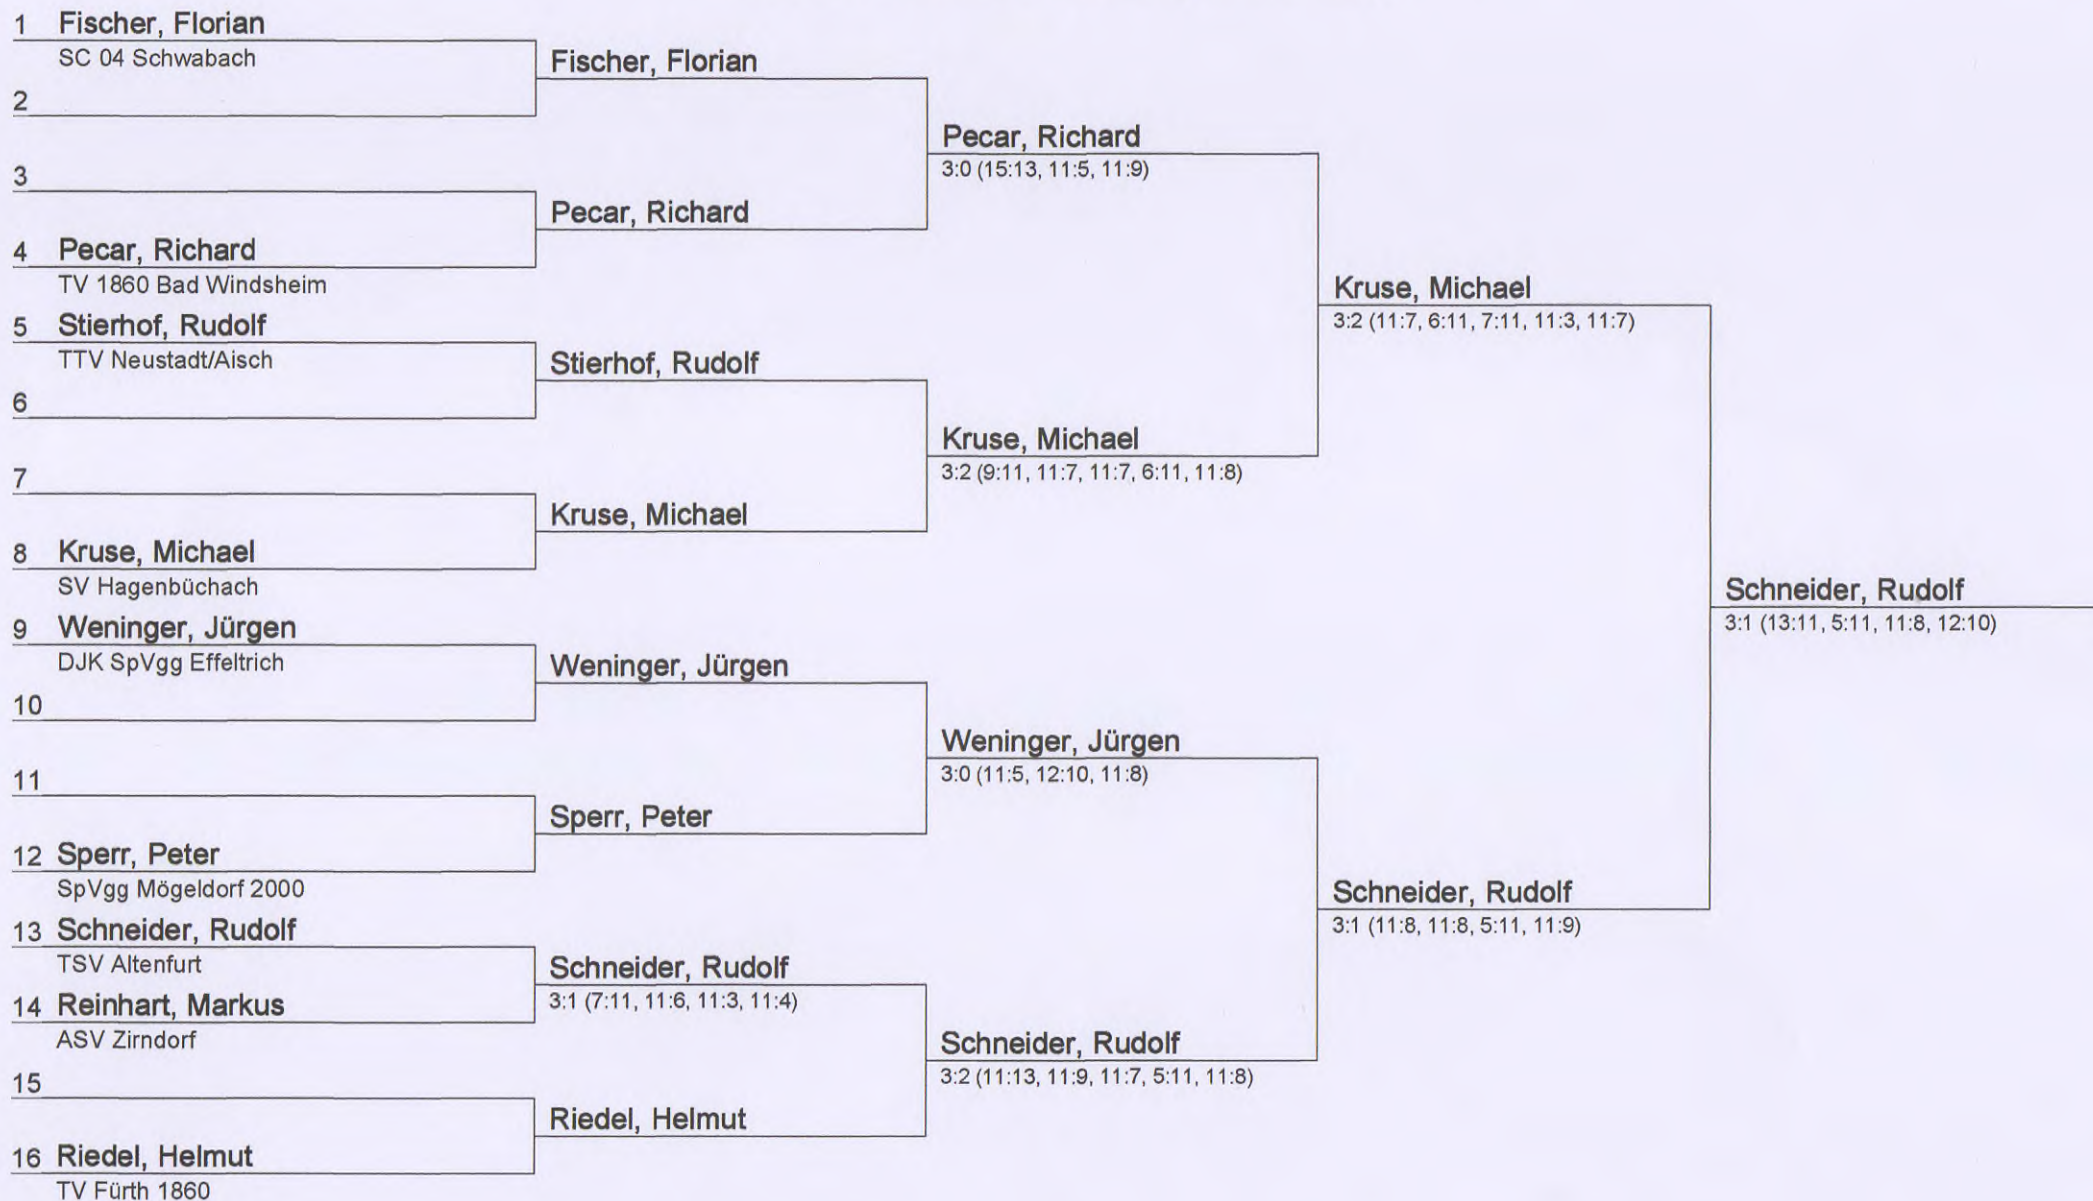 1 Fischer, Florian
SC 04 Schwabach
2
3
4 Pecar, Richard
TV 1860 Bad Windsheim
5 Stierhof, Rudolf
TTV Neustadt/Aisch
6
7
8 Kruse, Michael
SV Hagenbüchach
9 Weninger, Jürgen
DJK SpVgg Effeltrich
10
11
12 Sperr, Peter
SpVgg Mögeldorf 2000
13 Schneider, Rudolf
TSV Altenfurt
14 Reinhart, Markus
ASV Zirndorf
15
16 Riedel, Helmut
TV Fürth 1860
Fischer, Florian
Pecar, Richard
Stierhof, Rudolf
Kruse, Michael
Weninger, Jürgen
Sperr, Peter
Schneider, Rudolf
3:1 (7:11, 11:6, 11:3, 11:4)
Riedel, Helmut
Pecar, Richard
3:0 (15:13, 11:5, 11:9)
Kruse, Michael
3:2 (9:11, 11:7, 11:7, 6:11, 11:8)
Weninger, Jürgen
3:0 (11:5, 12:10, 11:8)
Schneider, Rudolf
3:2 (11:13, 11:9, 11:7, 5:11, 11:8)
Kruse, Michael
3:2 (11:7, 6:11, 7:11, 11:3, 11:7)
Schneider, Rudolf
3:1 (11:8, 11:8, 5:11, 11:9)
Schneider, Rudolf
3:1 (13:11, 5:11, 11:8, 12:10)